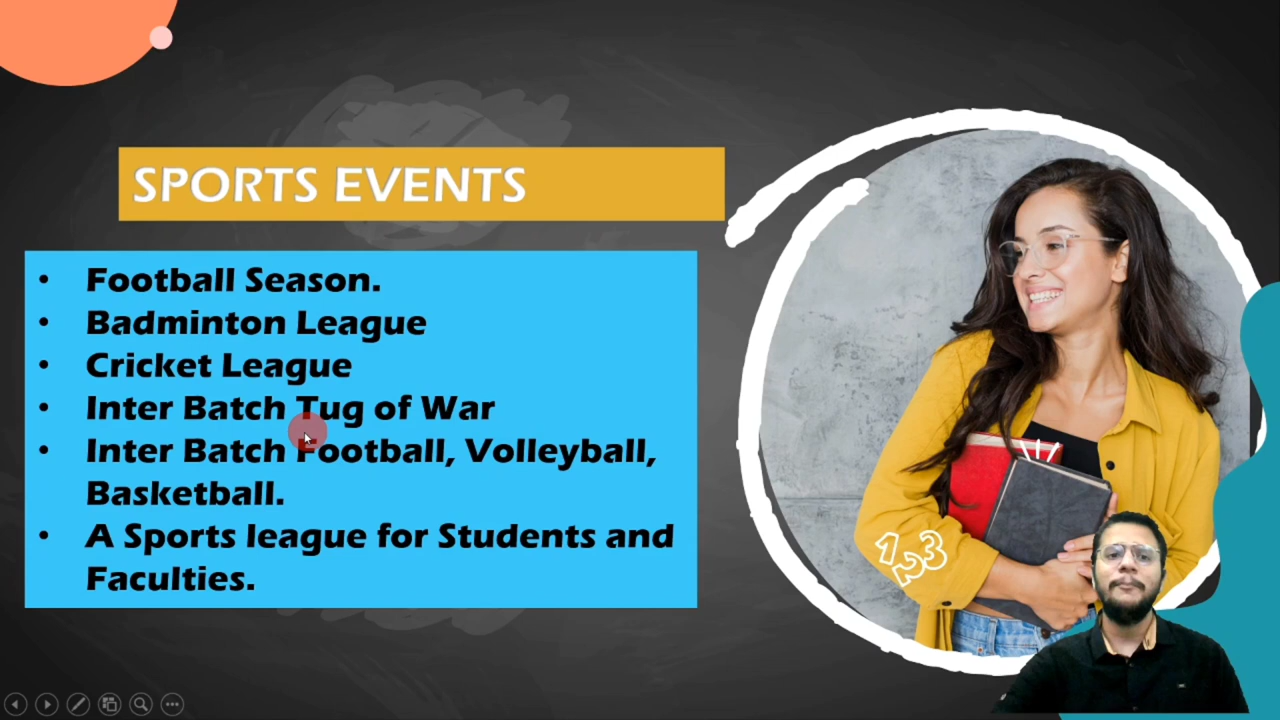 SPORTS EVENTS
• Football Season.
• Badminton League
• Cricket League
• Inter Batch Tug of War
• Inter Batch Football, Volleyball,
Basketball.
• A Sports league for Students and
Faculties.
123